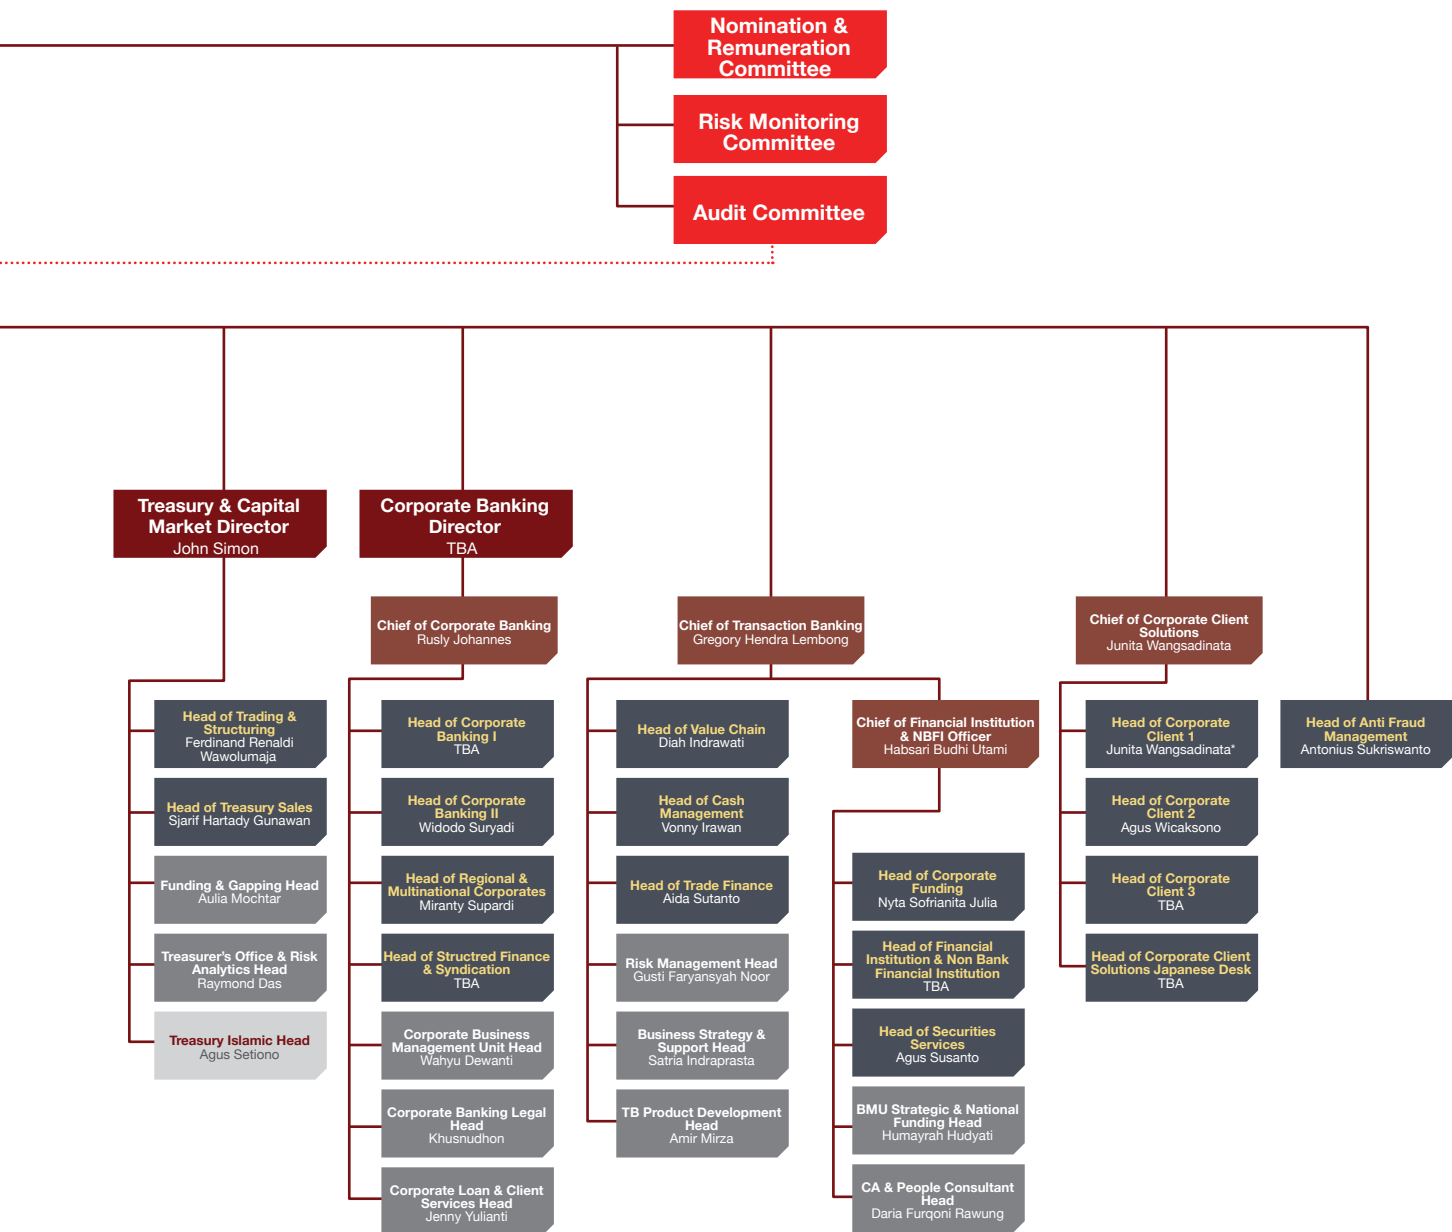 Nomination &
Remuneration
Committee
Risk Monitoring
Committee
Audit Committee
Treasury & Capital
Market Director
John Simon
Corporate Banking
Director
TBA
Chief of Corporate Banking
Rusly Johannes
Chief of Transaction Banking
Gregory Hendra Lembong
Chief of Corporate Client
Solutions
Junita Wangsadinata
Head of Trading &
Structuring
Ferdinand Renaldi
Wawolumaja
Head of Treasury Sales
Sjarif Hartady Gunawan
Funding & Gapping Head
Aulia Mochtar
Treasurer's Office & Risk
Analytics Head
Raymond Das
Treasury Islamic Head
Agus Setiono
Head of Corporate
Banking I
TBA
Head of Corporate
Banking II
Widodo Suryadi
Head of Regional &
Multinational Corporates
Miranty Supardi
Head of Structred Finance
& Syndication
TBA
Corporate Business
Management Unit Head
Wahyu Dewanti
Corporate Banking Legal
Head
Khusnudhon
Corporate Loan & Client
Services Head
Jenny Yulianti
Head of Value Chain
Diah Indrawati
Head of Cash
Management
Vonny Irawan
Head of Trade Finance
Aida Sutanto
Risk Management Head
Gusti Faryansyah Noor
Business Strategy &
Support Head
Satria Indraprasta
TB Product Development
Head
Amir Mirza
Chief of Financial Institution
& NBFI Officer
Habsari Budhi Utami
Head of Corporate
Funding
Nyta Sofrianita Julia
Head of Financial
Institution & Non Bank
Financial Institution
TBA
Head of Securities
Services
Agus Susanto
BMU Strategic & National
Funding Head
Humayrah Hudyati
CA & People Consultant
Head
Daria Furqoni Rawung
Head of Corporate
Client 1
Junita Wangsadinata*
Head of Corporate
Client 2
Agus Wicaksono
Head of Corporate
Client 3
TBA
Head of Corporate Client
Solutions Japanese Desk
TBA
Head of Anti Fraud
Management
Antonius Sukriswanto